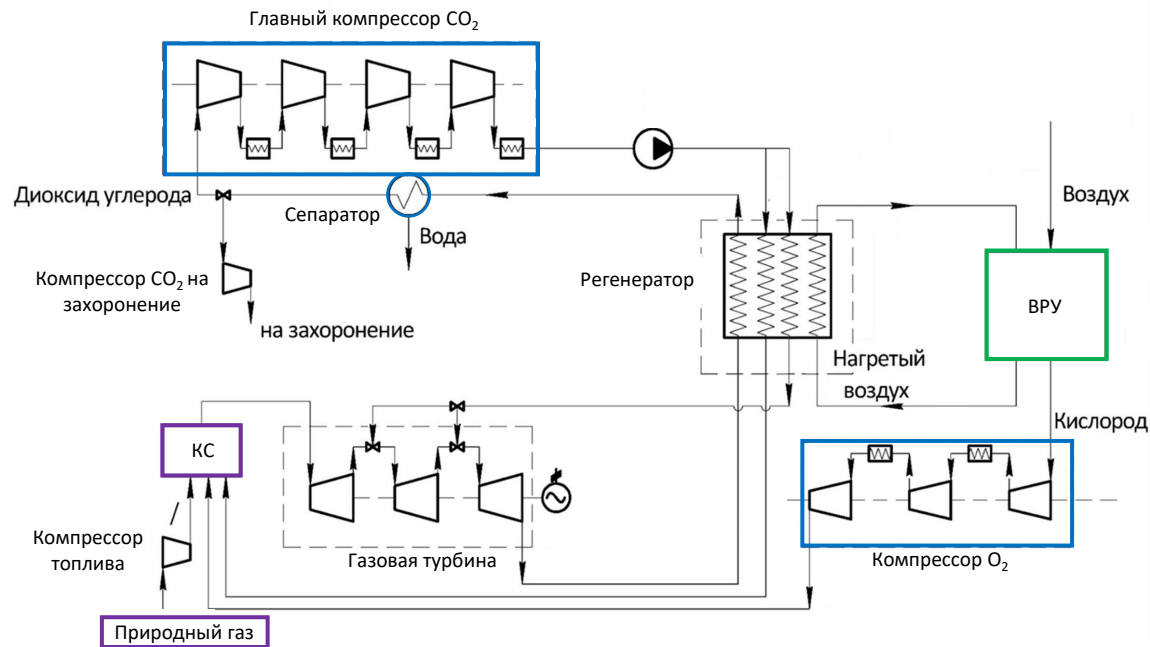 Главный компрессор CO₂
Диоксид углерода
Сепаратор
Вода
Компрессор CO₂ на
захоронение
на захоронение
Регенератор
Воздух
ВРУ
Нагретый
воздух
Кислород
КС
Компрессор
топлива
Газовая турбина
Компрессор O₂
Природный газ